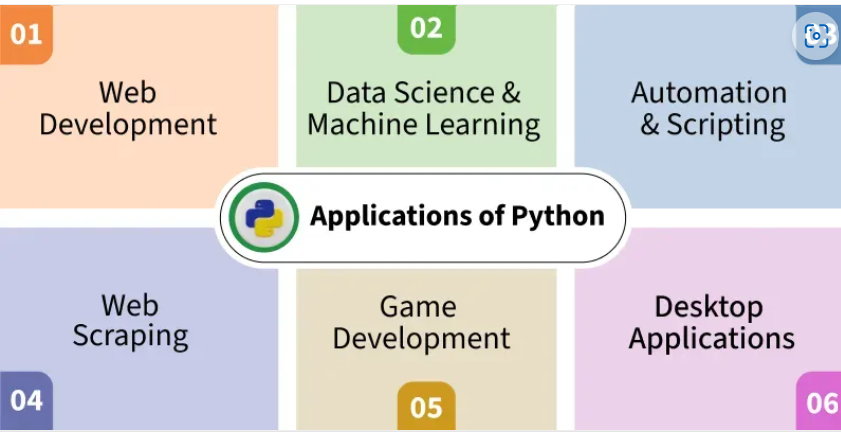 01
Web
Development
02
Data Science &
Machine Learning
03
Automation
& Scripting
Applications of Python
Web
Scraping
04
Game
Development
05
Desktop
Applications
06